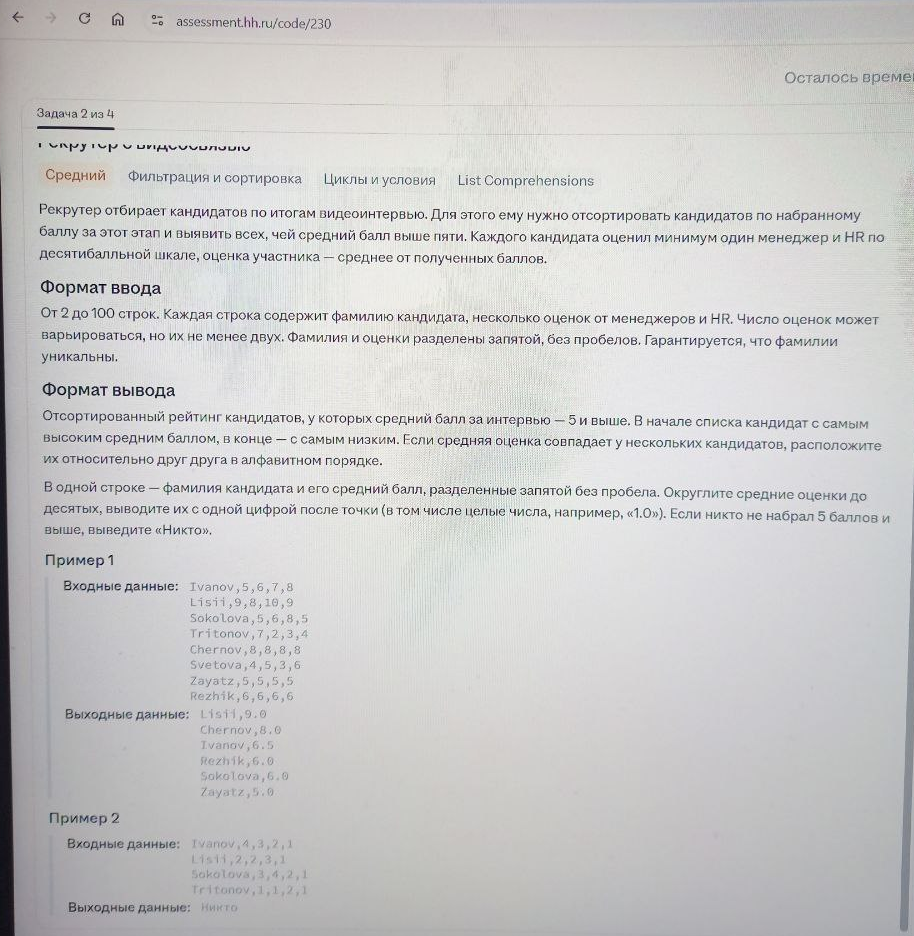 assessment.hh.ru/code/230
Осталось време
Задача 2 из 4
Средний Фильтрация и сортировка Циклы и условия List Comprehensions
Рекрутер отбирает кандидатов по итогам видеоинтервью. Для этого ему нужно отсортировать кандидатов по набранному
баллу за этот этап и выявить всех, чей средний балл выше пяти. Каждого кандидата оценил минимум один менеджер и HR по
десятибалльной шкале, оценка участника — среднее от полученных баллов.
Формат ввода
От 2 до 100 строк. Каждая строка содержит фамилию кандидата, несколько оценок от менеджеров и HR. Число оценок может
варьироваться, но их не менее двух. Фамилия и оценки разделены запятой, без пробелов. Гарантируется, что фамилии
уникальны.
Формат вывода
Отсортированный рейтинг кандидатов, у которых средний балл за интервью — 5 и выше. В начале списка кандидат с самым
высоким средним баллом, в конце — с самым низким. Если средняя оценка совпадает у нескольких кандидатов, расположите
их относительно друг друга в алфавитном порядке.
В одной строке — фамилия кандидата и его средний балл, разделенные запятой без пробела. Округлите средние оценки до
десятых, выводите их с одной цифрой после точки (в том числе целые числа, например, «1.0»). Если никто не набрал 5 баллов и
выше, выведите «Никто».
Пример 1
Входные данные: Ivanov,5,6,7,8
Lisii,9,8,10,9
Sokolova,5,6,8,5
Tritonov,7,2,3,4
Chernov,8,8,8,8
Svetova,4,5,3,6
Zayatz,5,5,5,5
Rezhik,6,6,6,6
Выходные данные: Lisii,9.0
Chernov,8.0
Ivanov,6.5
Rezhik,6.0
Sokolova,6.0
Zayatz,5.0
Пример 2
Входные данные: Ivanov,4,3,2,1
Lisii,2,2,3,1
Sokolova,3,4,2,1
Tritonov,1,1,2,1
Выходные данные: Никто